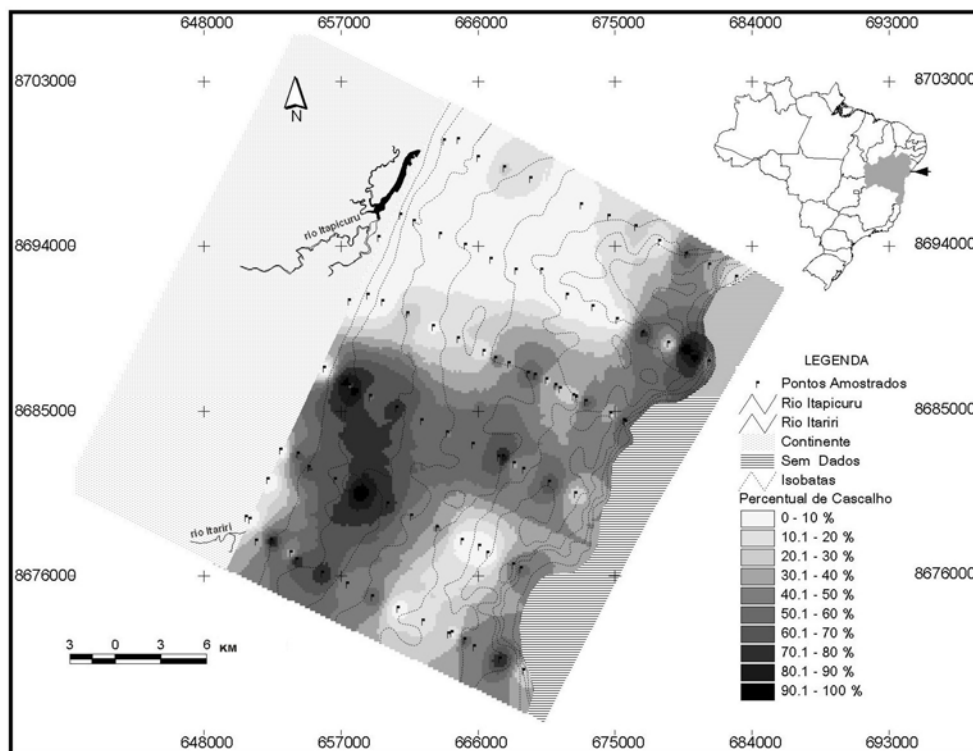 648000 657000 666000 675000 684000 693000
8703000 8703000
N
rio Itapicuru
8694000 8694000
LEGENDA
Pontos Amostrados
Rio Itapicuru
8685000 8685000
Rio Itariri
Continente
Sem Dados
Isobatas
Percentual de Cascalho
0 - 10 %
10.1 - 20 %
20.1 - 30 %
rio Itariri
30.1 - 40 %
8676000 8676000
40.1 - 50 %
50.1 - 60 %
60.1 - 70 %
70.1 - 80 %
80.1 - 90 %
90.1 - 100 %
3 0 3 6 KM
648000 657000 666000 675000 684000 693000